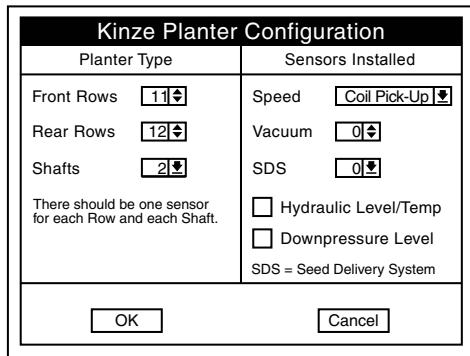 Kinze Planter Configuration
Planter Type
Front Rows 11
Rear Rows 12
Shafts 2
There should be one sensor
for each Row and each Shaft.
Sensors Installed
Speed Coil Pick-Up
Vacuum 0
SDS 0
Hydraulic Level/Temp
Downpressure Level
SDS = Seed Delivery System
OK
Cancel